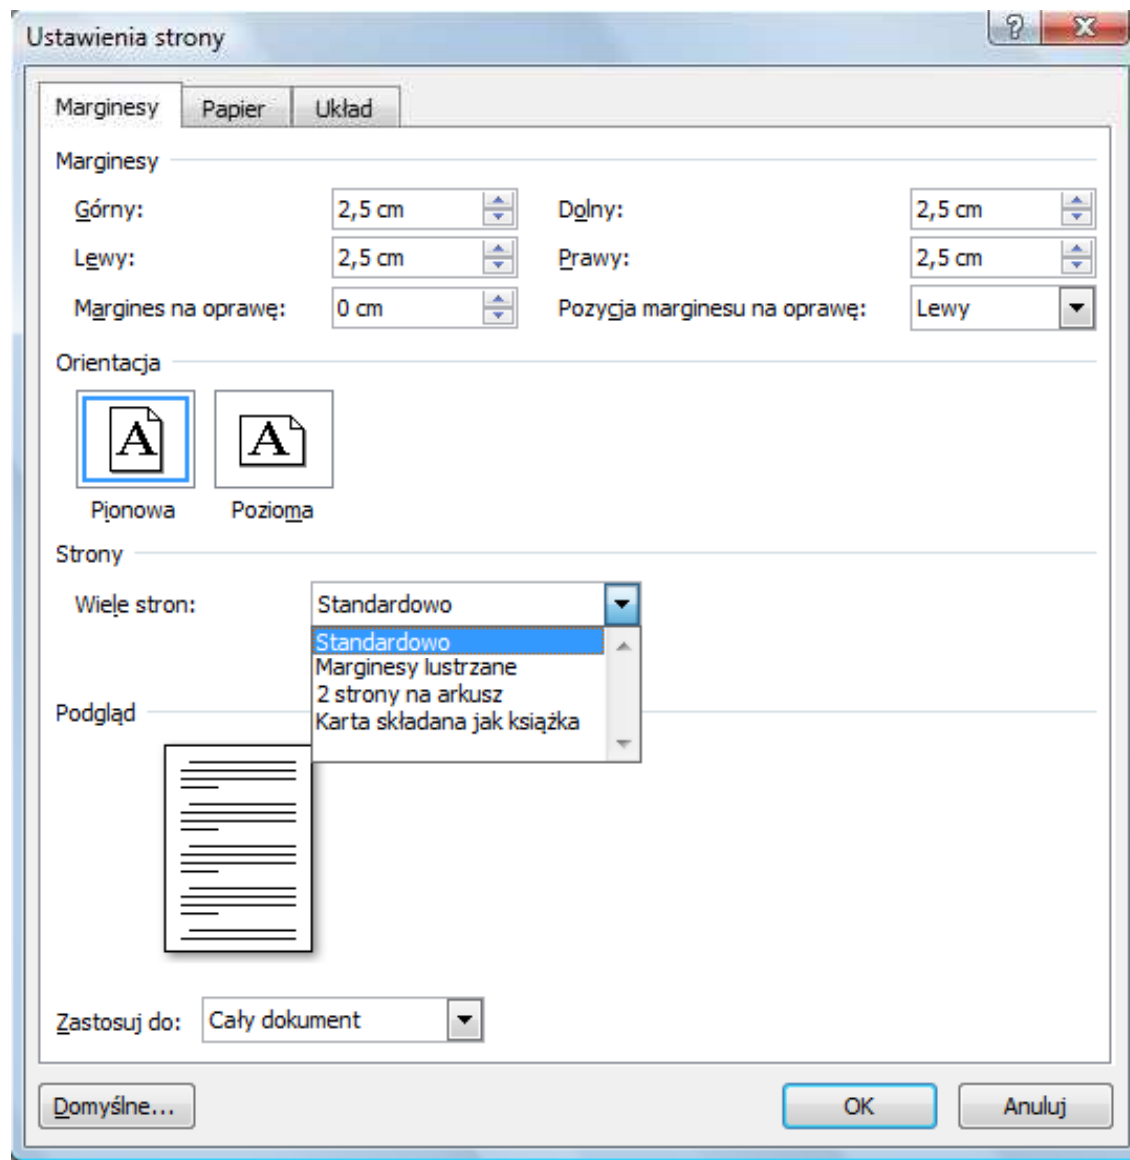 Ustawienia strony
Marginesy Papier Układ
Marginesy
Górny: 2,5 cm Dolny: 2,5 cm
Lewy: 2,5 cm Prawy: 2,5 cm
Margines na oprawę: 0 cm Pozycja marginesu na oprawę: Lewy
Orientacja
A A
Pionowa Pozioma
Strony
Wiele stron: Standardowo
Standardowo
Marginesy lustrzane
2 strony na arkusz
Karta składana jak książka
Podgląd
Zastosuj do: Cały dokument
Domyślne... OK Anuluj